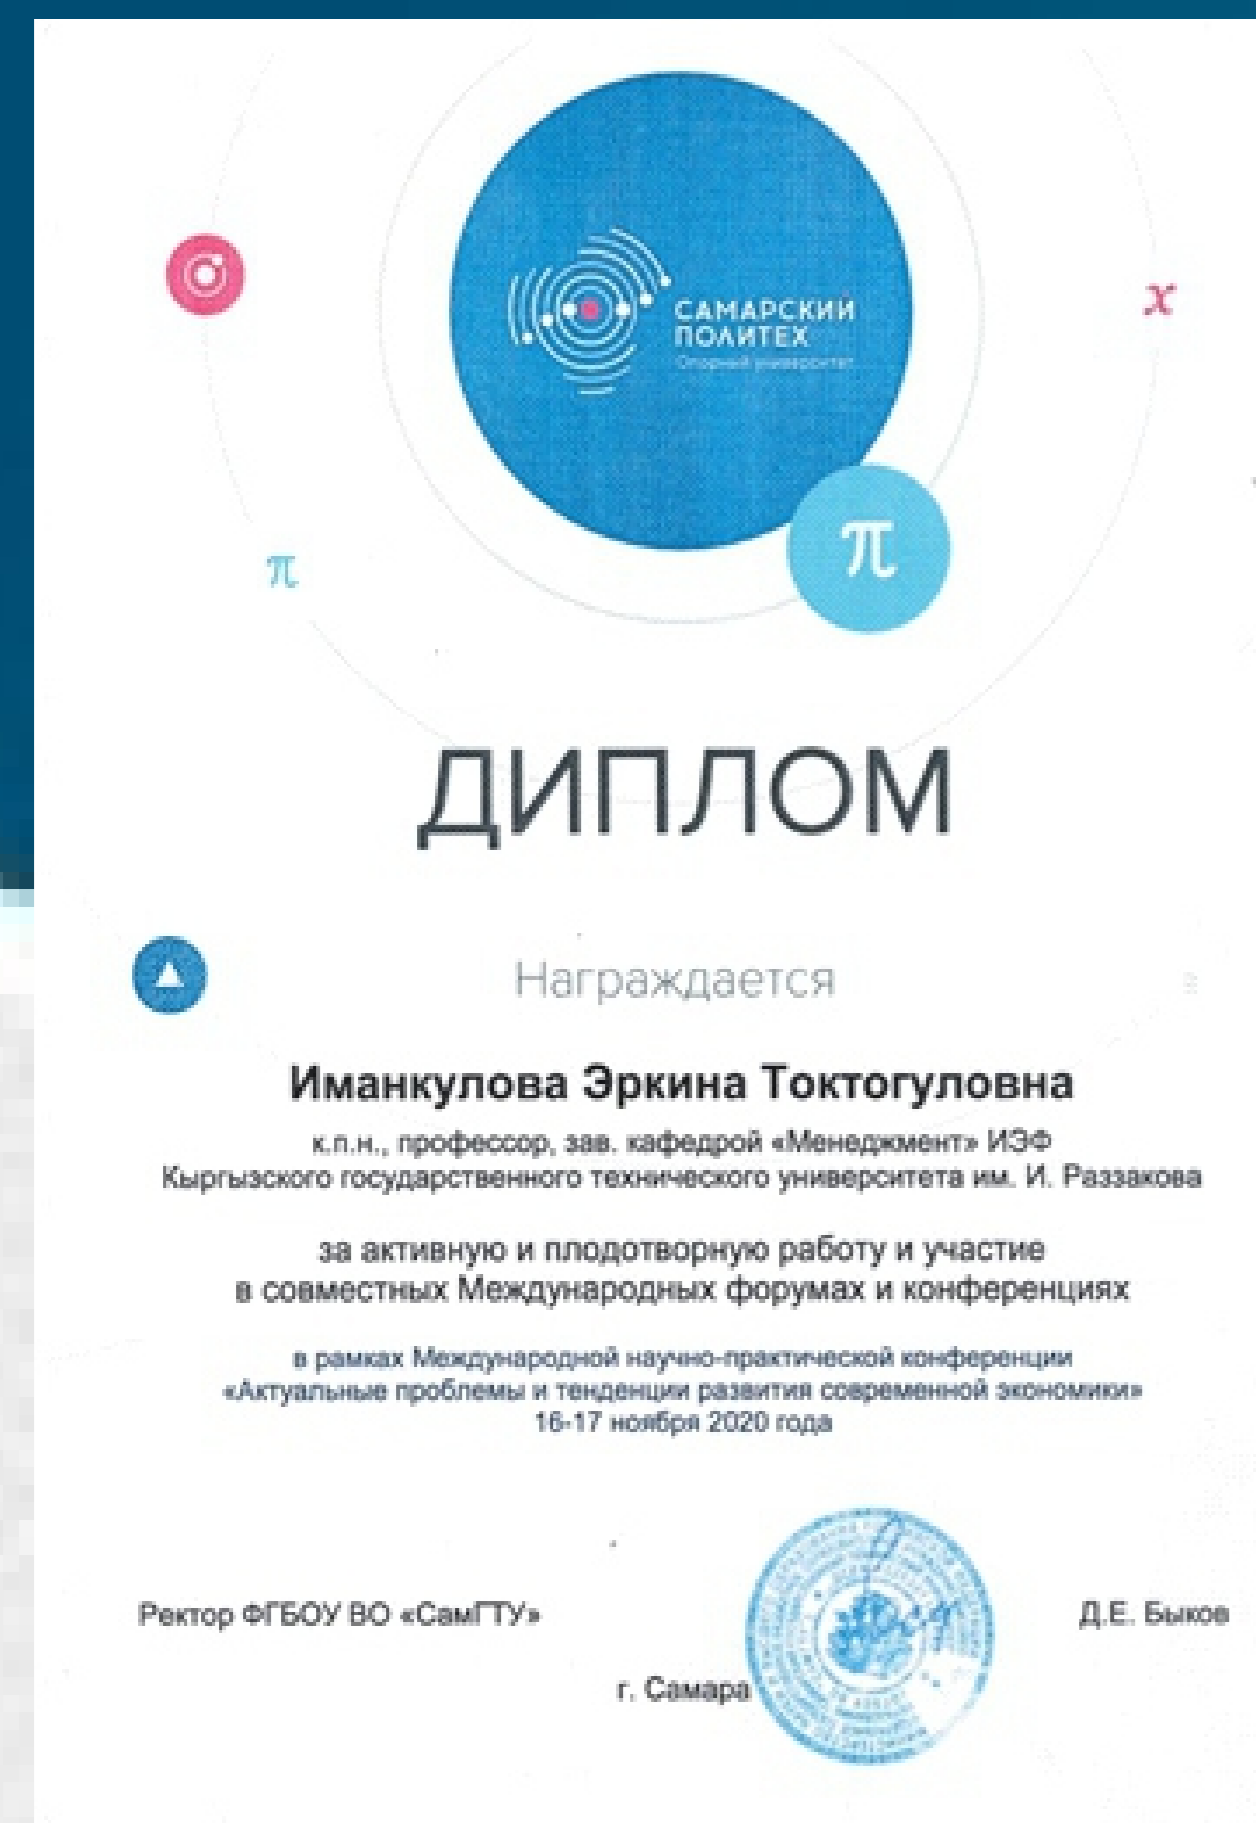 САМАРСКИЙ
ПОЛИТЕХ
Опорный университет
π
x
π
ДИПЛОМ
Награждается
Иманкулова Эркина Токтогуловна
к.п.н., профессор, зав. кафедрой «Менеджмент» ИЭФ
Кыргызского государственного технического университета им. И. Раззакова
за активную и плодотворную работу и участие
в совместных Международных форумах и конференциях
в рамках Международной научно-практической конференции
«Актуальные проблемы и тенденции развития современной экономики»
16-17 ноября 2020 года
Ректор ФГБОУ ВО «СамГТУ»
Д.Е. Быков
г. Самара